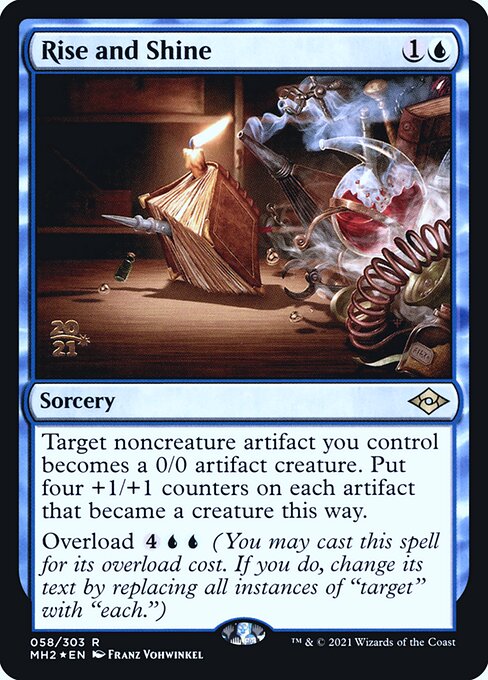 Rise and Shine 1
20
21
Sorcery
Target noncreature artifact you control
becomes a 0/0 artifact creature. Put
four +1/+1 counters on each artifact
that became a creature this way.
Overload 4 (You may cast this spell
for its overload cost. If you do, change its
text by replacing all instances of “target”
with “each.”)
058/303 R
MH2 EN Franz Vohwinkel
™ & © 2021 Wizards of the Coast